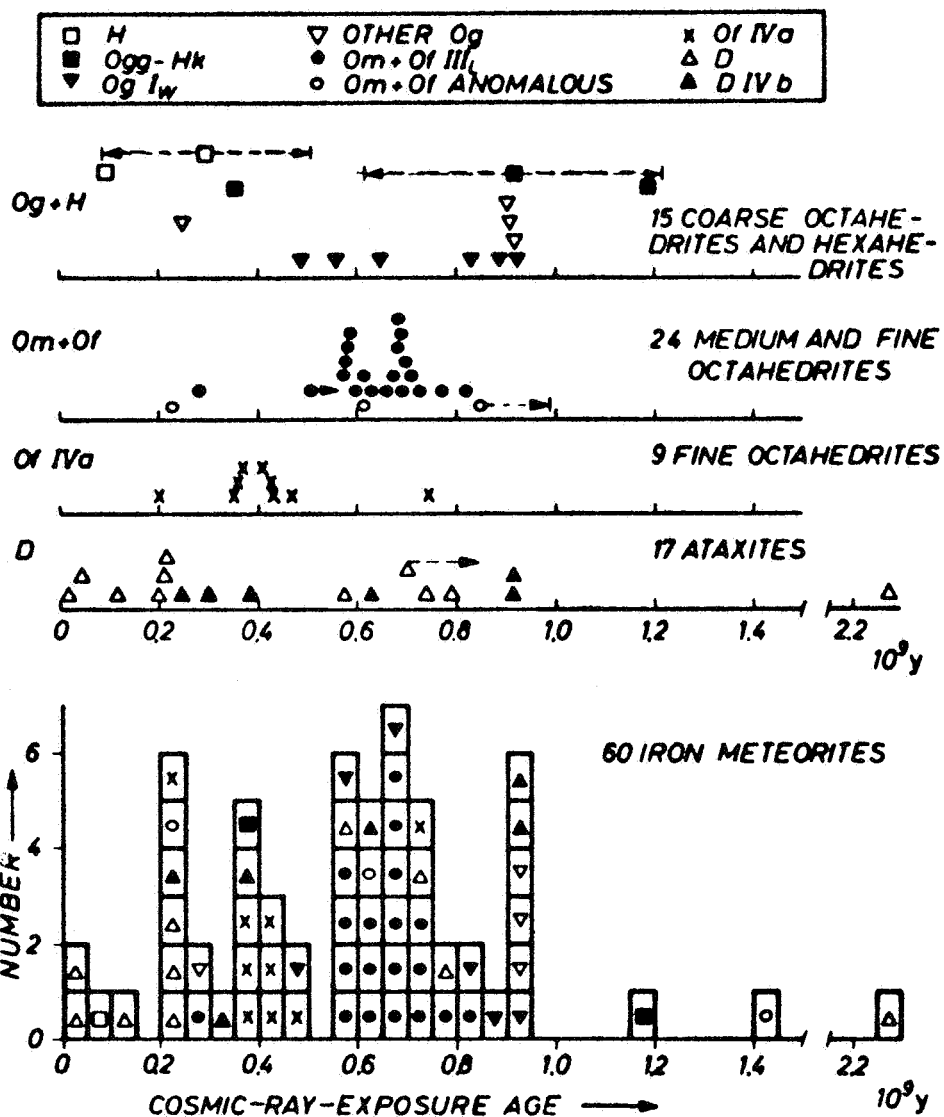 H
Ogg-Hk
Og Iw
OTHER Og
Om+Of IIIL
Om+Of ANOMALOUS
Of IVa
D
D IVb
Og+H
15 COARSE OCTAHE-
DRITES AND HEXAHE-
DRITES
Om+Of
24 MEDIUM AND FINE
OCTAHEDRITES
Of IVa
9 FINE OCTAHEDRITES
D
17 ATAXITES
0 0,2 0,4 0.6 0.8 1.0 1.2 1.4 2.2
10⁹y
60 IRON METEORITES
NUMBER
6
4
2
0
0 0,2 0.4 0.6 0.8 1.0 1.2 1.4 2.2
COSMIC-RAY-EXPOSURE AGE
10⁹y